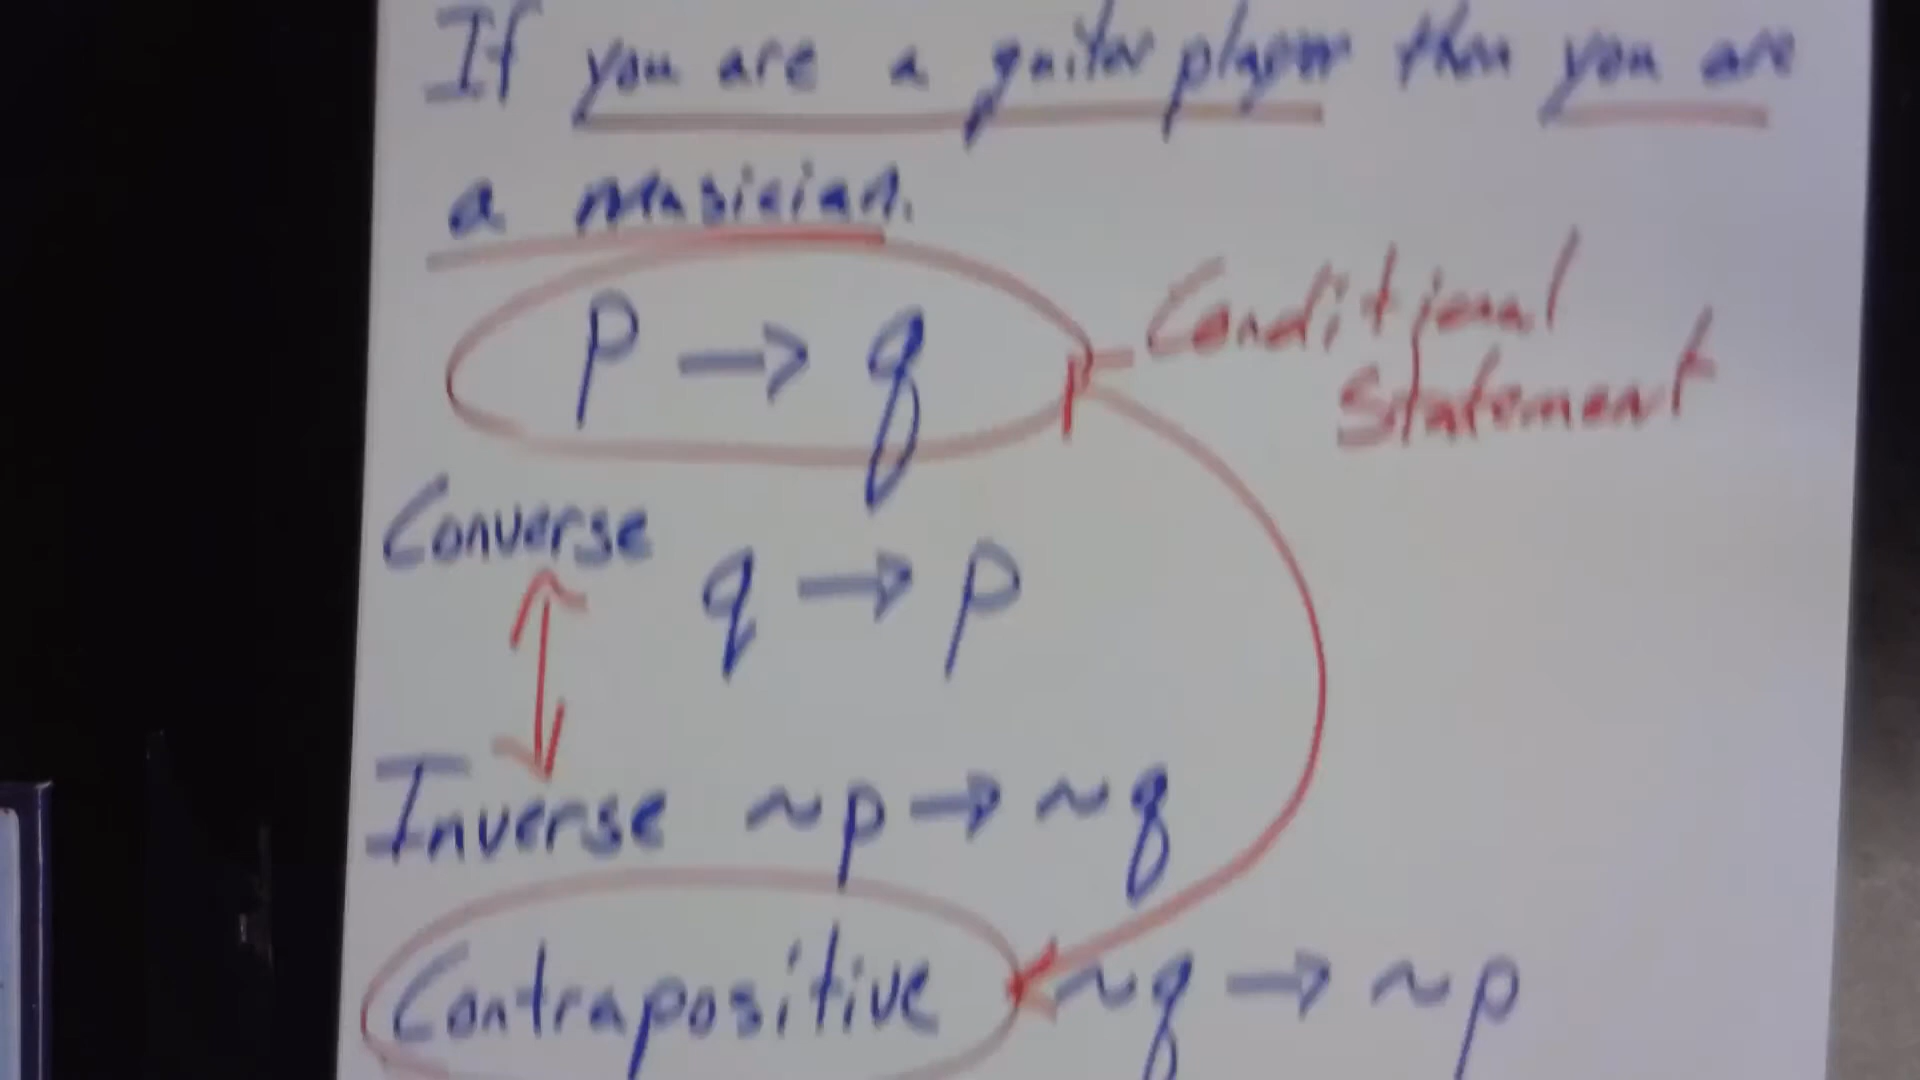 If you are a guitar player then you are
a musician.
p → q
Conditional
Statement
Converse
q → p
Inverse ~p → ~q
Contrapositive ~q → ~p